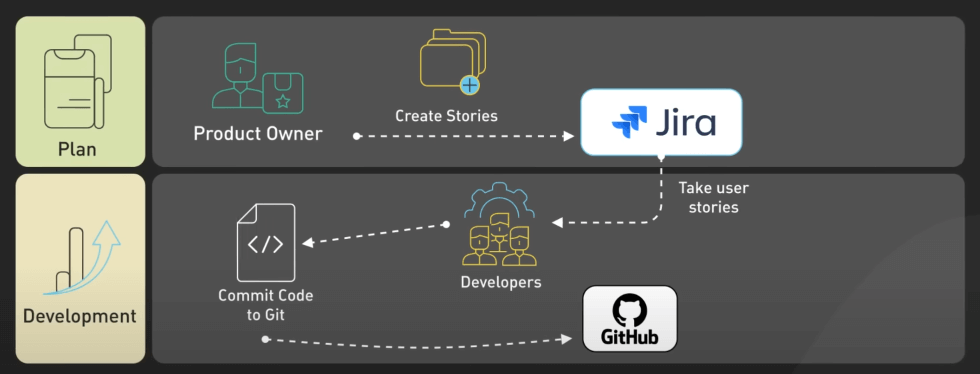 Plan
Product Owner
Create Stories
Jira
Take user
stories
Development
</>
Commit Code
to Git
Developers
GitHub